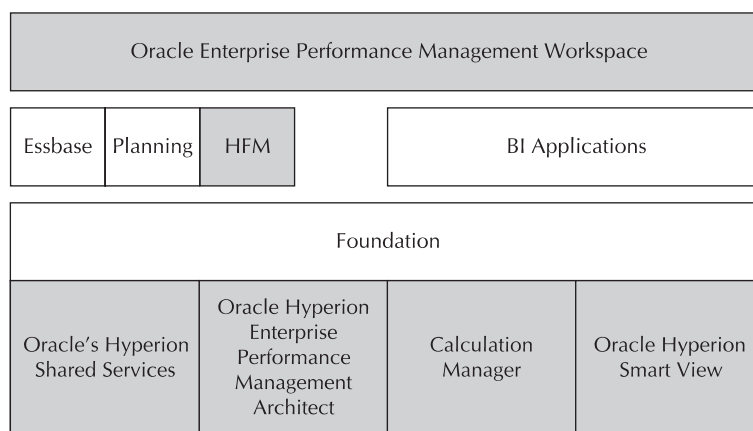 Oracle Enterprise Performance Management Workspace
Essbase
Planning
HFM
BI Applications
Foundation
Oracle’s Hyperion
Shared Services
Oracle Hyperion
Enterprise
Performance
Management
Architect
Calculation
Manager
Oracle Hyperion
Smart View